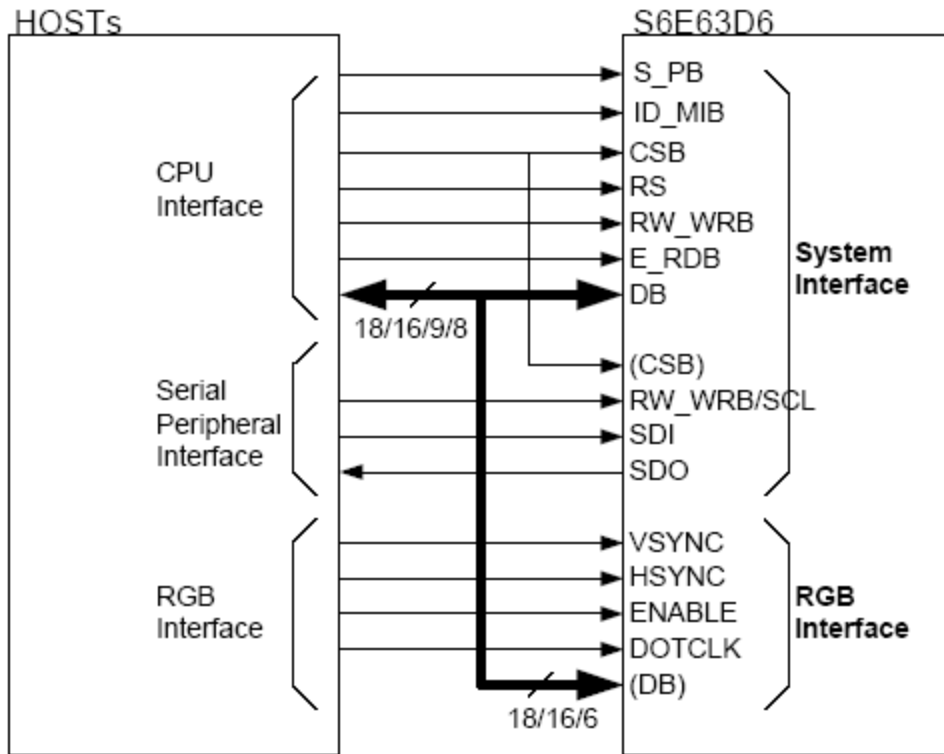 HOSTs
S6E63D6
S_PB
ID_MIB
CSB
RS
RW_WRB
E_RDB
DB
CPU
Interface
18/16/9/8
System
Interface
(CSB)
RW_WRB/SCL
SDI
SDO
Serial
Peripheral
Interface
VSYNC
HSYNC
ENABLE
DOTCLK
(DB)
RGB
Interface
RGB
Interface
18/16/6